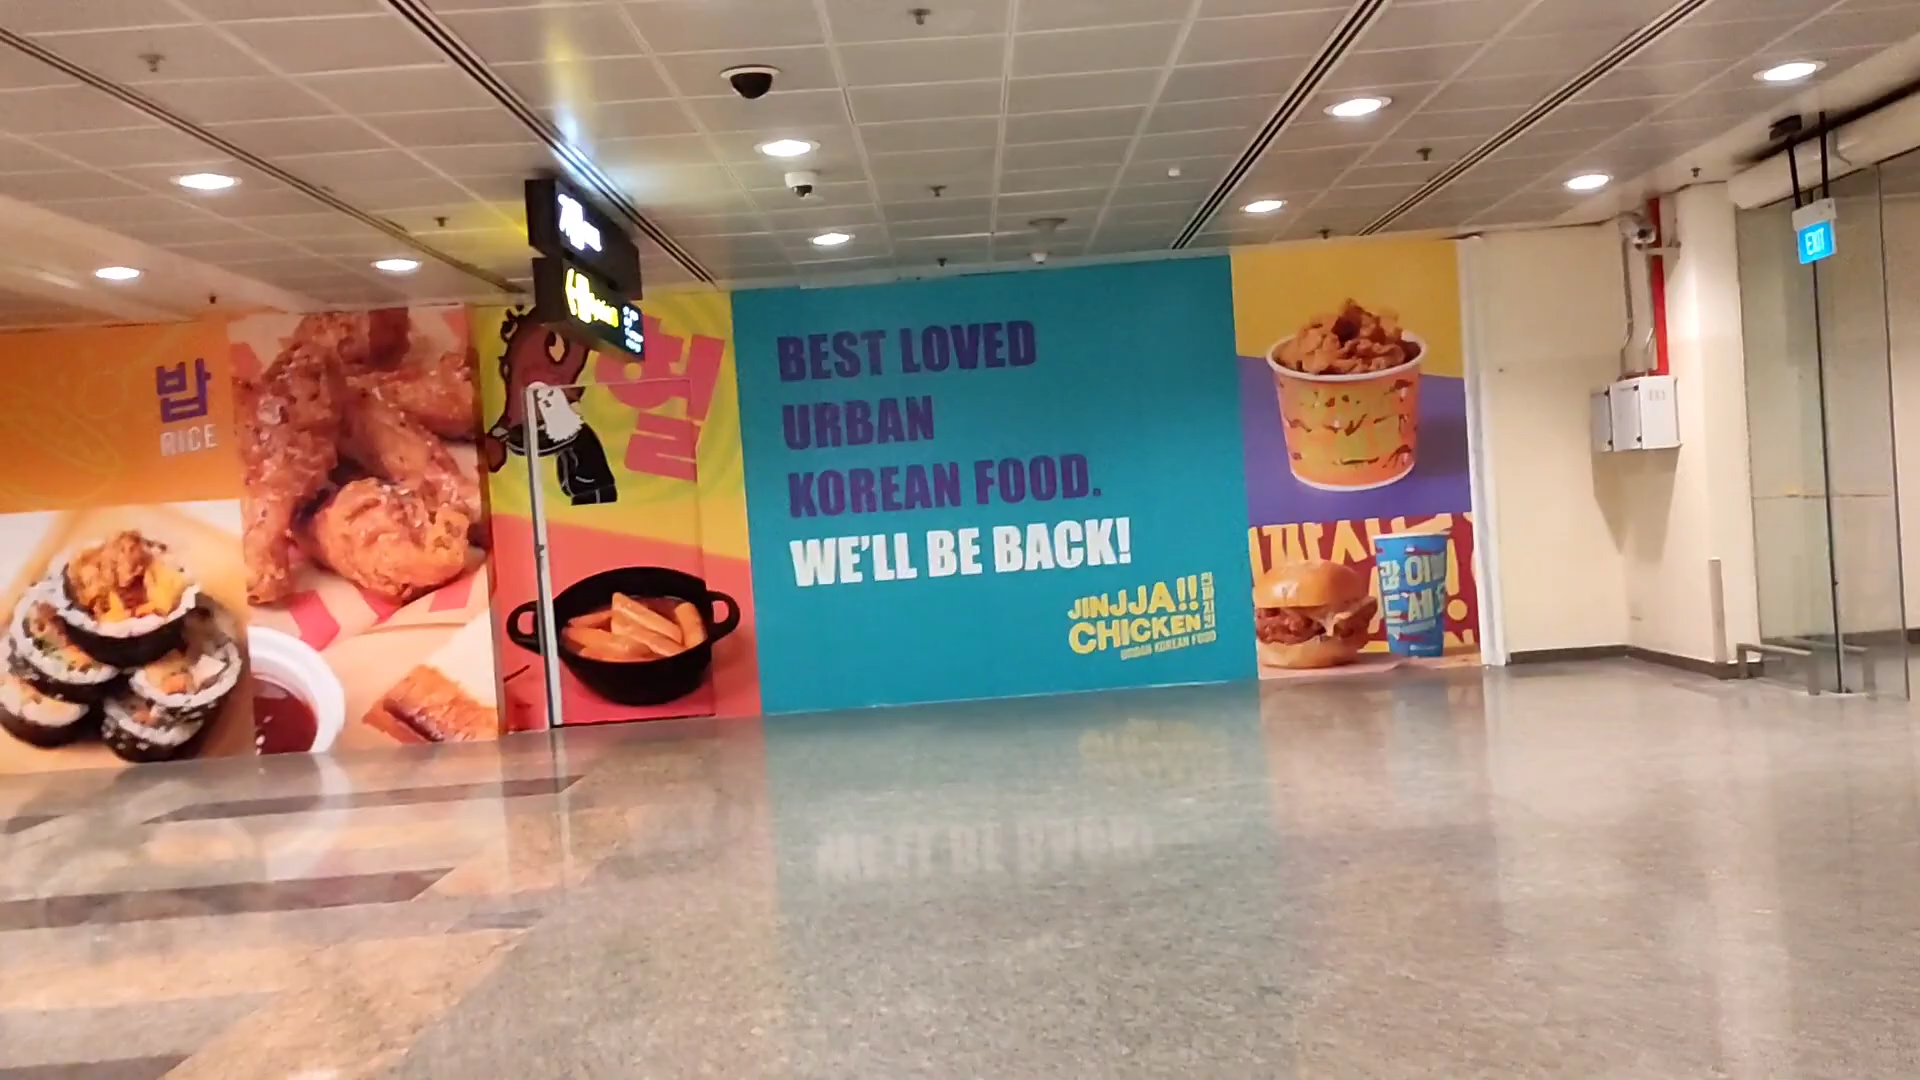 밥
RICE
헐
BEST LOVED
URBAN
KOREAN FOOD.
WE'LL BE BACK!
JINJJA!!
CHICKEN
URBAN KOREAN FOOD
EXIT